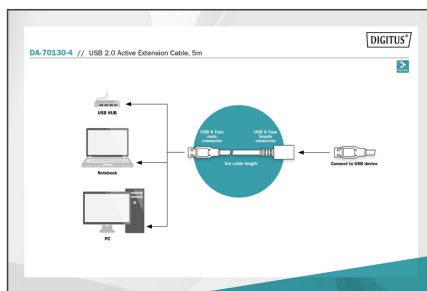 DIGITUS®
DA-70130-4 // USB 2.0 Active Extension Cable, 5m
USB HUB
USB A Type
male
connector
USB A Type
female
connector
5m cable length
Notebook
Connect to USB device
PC